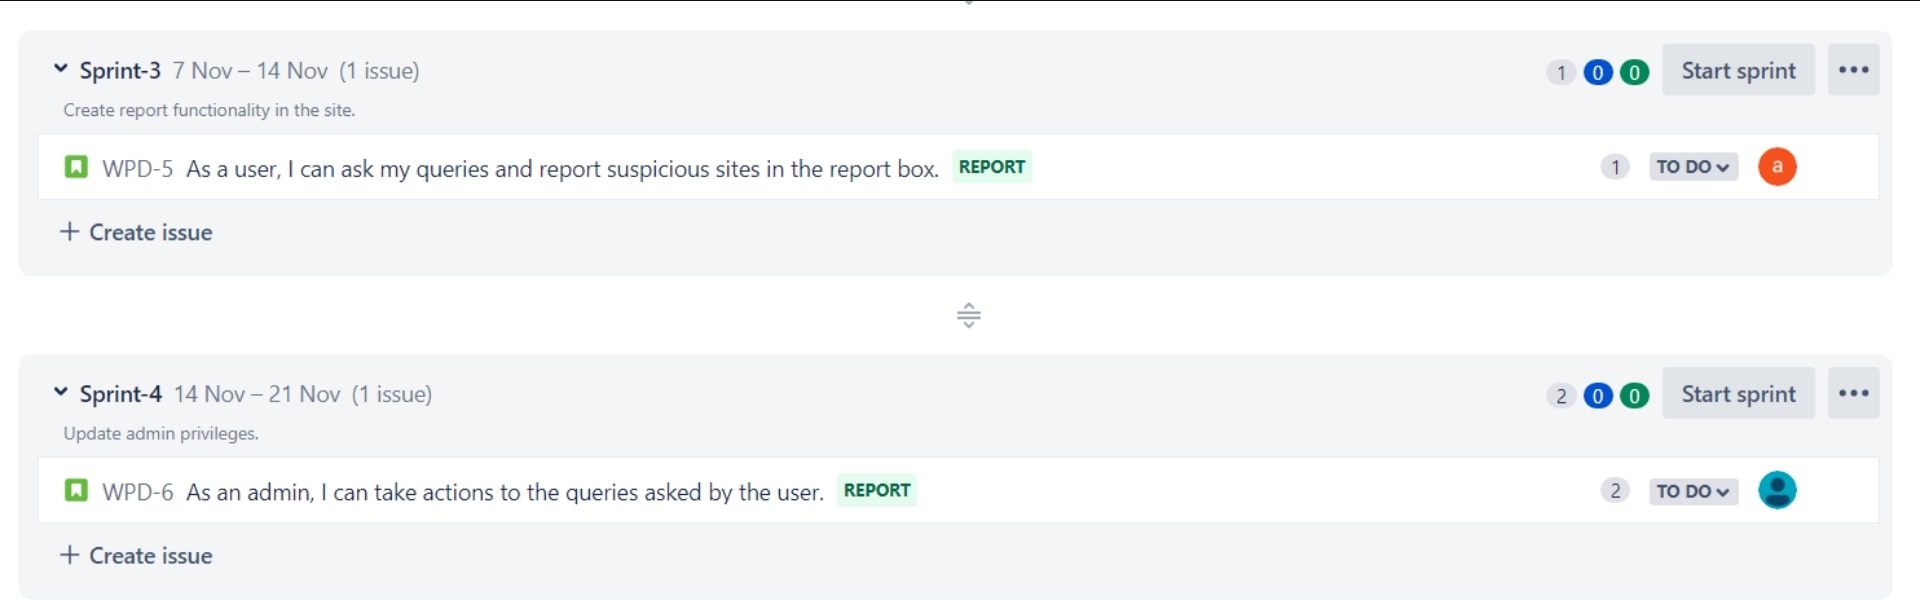 Sprint-3 7 Nov – 14 Nov (1 issue) 1 0 0 Start sprint
Create report functionality in the site.
WPD-5 As a user, I can ask my queries and report suspicious sites in the report box. REPORT 1 TO DO a
+ Create issue
Sprint-4 14 Nov – 21 Nov (1 issue) 2 0 0 Start sprint
Update admin privileges.
WPD-6 As an admin, I can take actions to the queries asked by the user. REPORT 2 TO DO
+ Create issue